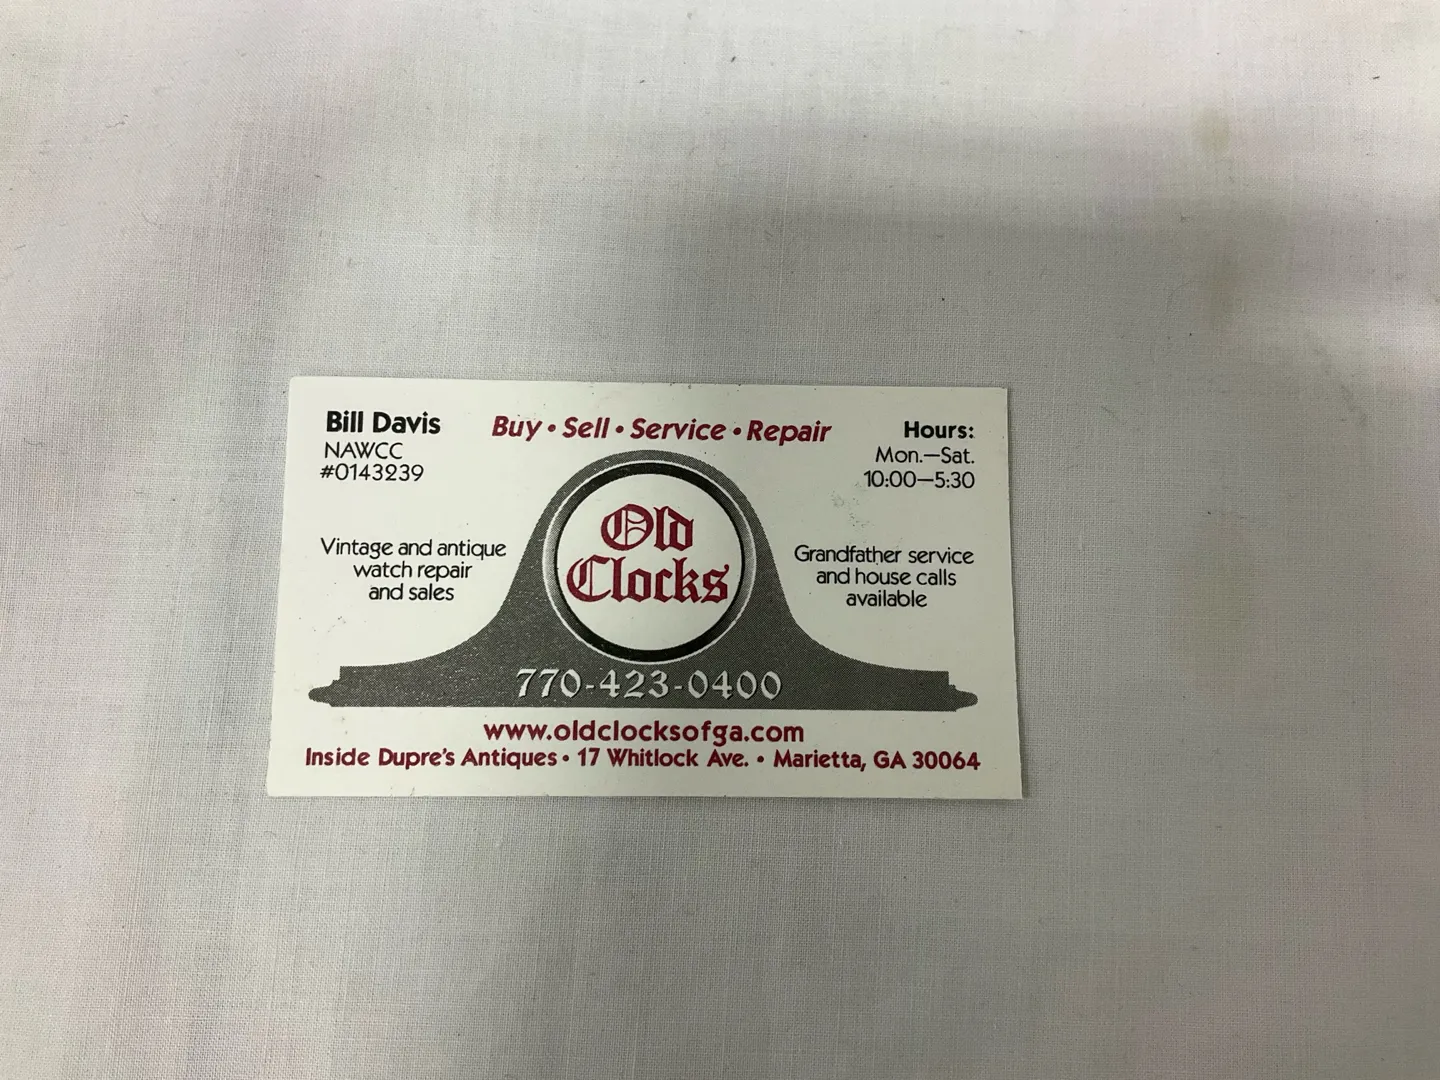 Bill Davis
NAWCC
#0143239
Buy • Sell • Service • Repair
Hours:
Mon.—Sat.
10:00—5:30
Vintage and antique
watch repair
and sales
Old
Clocks
Grandfather service
and house calls
available
770-423-0400
www.oldclocksofga.com
Inside Dupre's Antiques • 17 Whitlock Ave. • Marietta, GA 30064